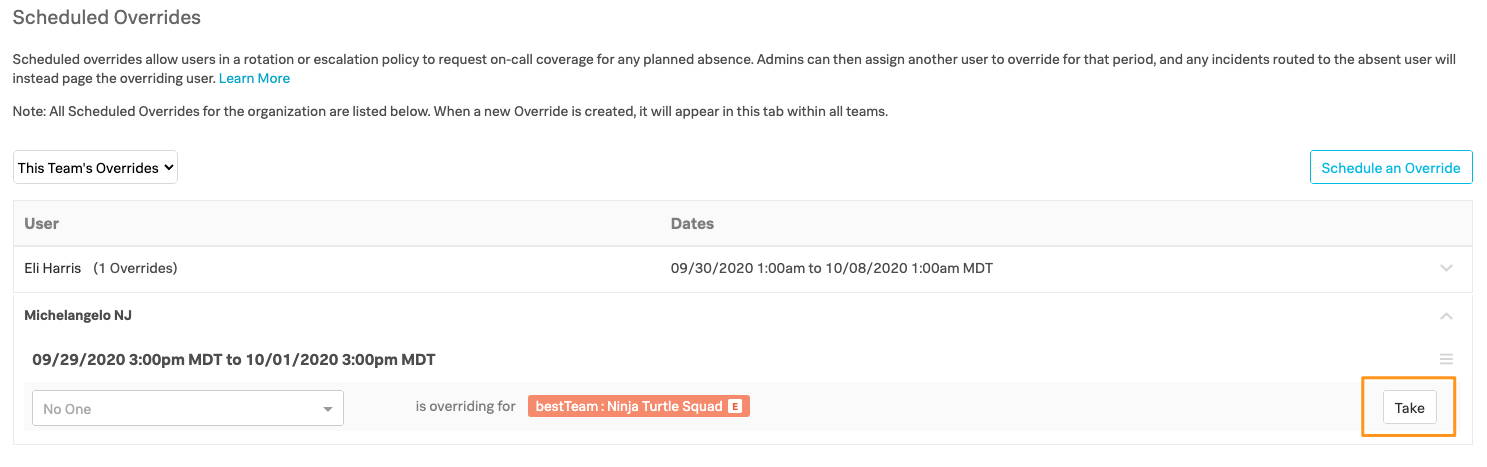 Scheduled Overrides
Scheduled overrides allow users in a rotation or escalation policy to request on-call coverage for any planned absence. Admins can then assign another user to override for that period, and any incidents routed to the absent user will
instead page the overriding user. Learn More
Note: All Scheduled Overrides for the organization are listed below. When a new Override is created, it will appear in this tab within all teams.
This Team's Overrides
Schedule an Override
User Dates
Eli Harris (1 Overrides) 09/30/2020 1:00am to 10/08/2020 1:00am MDT
Michelangelo NJ
09/29/2020 3:00pm MDT to 10/01/2020 3:00pm MDT
No One is overriding for bestTeam : Ninja Turtle Squad E Take